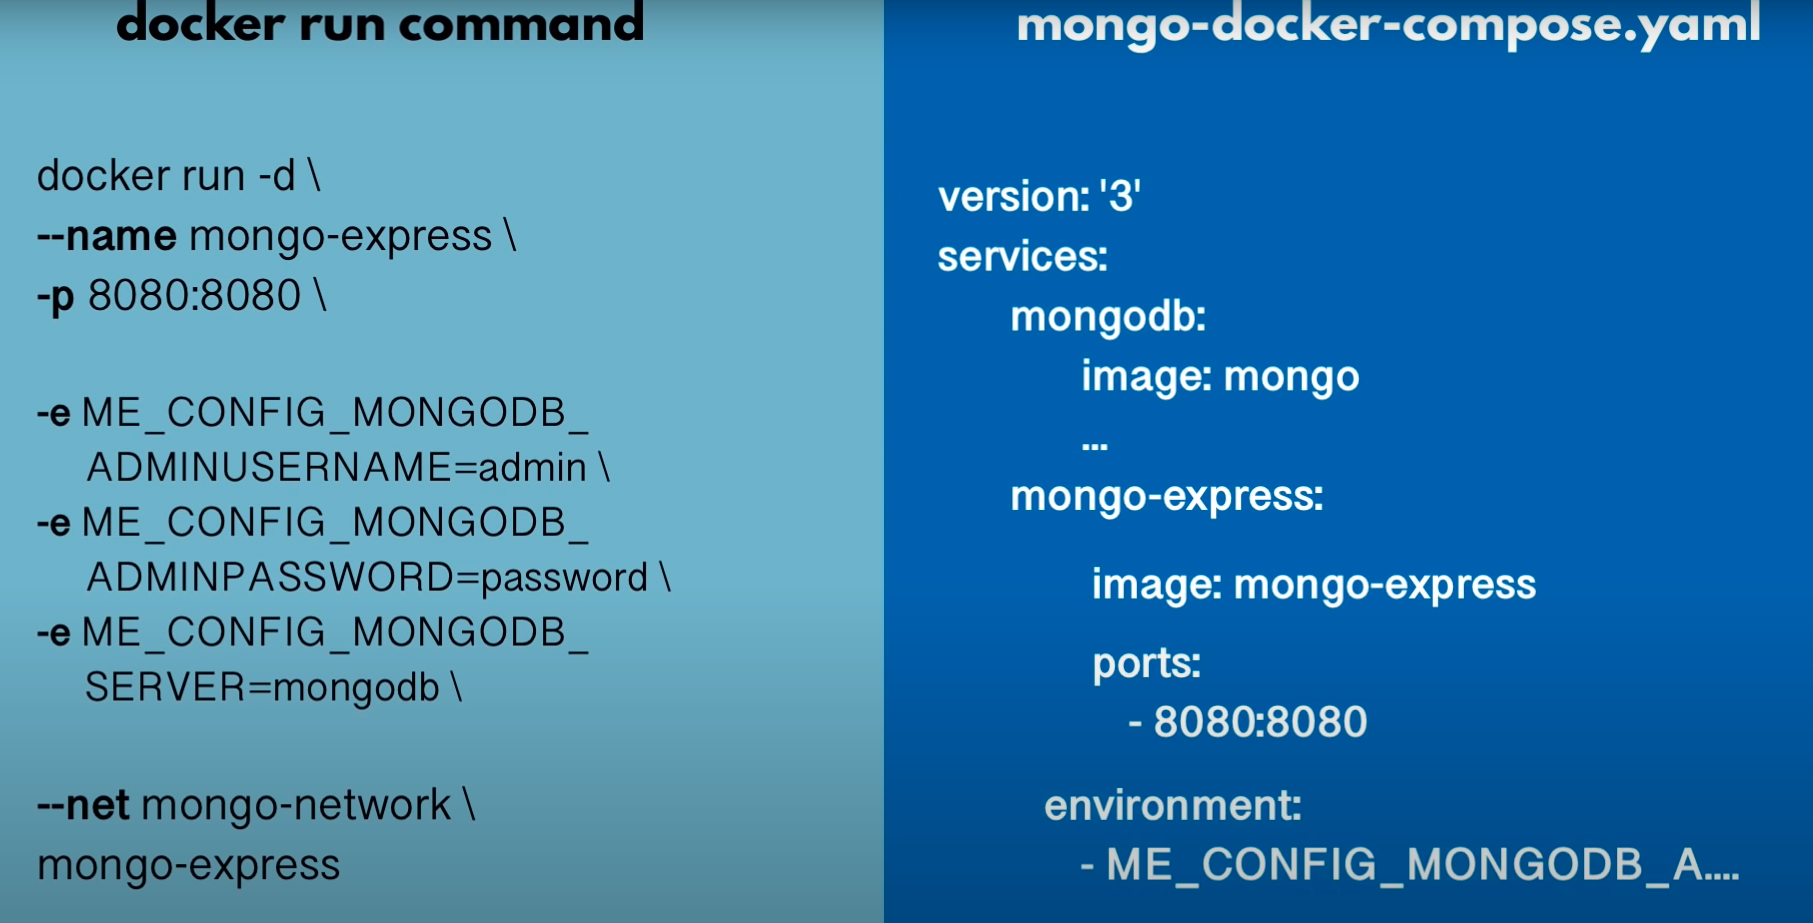 docker run command
docker run -d \
--name mongo-express \
-p 8080:8080 \
-e ME_CONFIG_MONGODB_
ADMINUSERNAME=admin \
-e ME_CONFIG_MONGODB_
ADMINPASSWORD=password \
-e ME_CONFIG_MONGODB_
SERVER=mongodb \
--net mongo-network \
mongo-express
mongo-docker-compose.yaml
version: '3'
services:
mongodb:
image: mongo
...
mongo-express:
image: mongo-express
ports:
- 8080:8080
environment:
- ME_CONFIG_MONGODB_A....